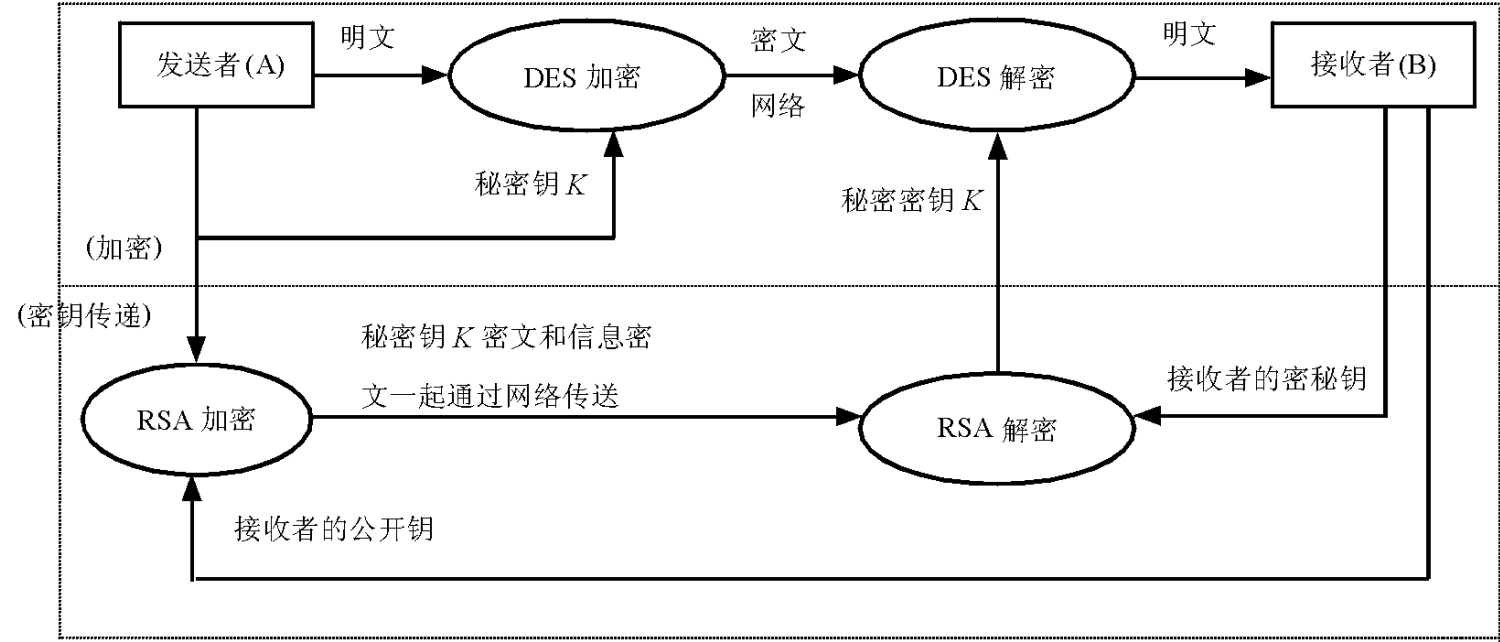 发送者(A)
明文
DES 加密
密文
网络
DES 解密
明文
接收者(B)
秘密钥 K
秘密密钥 K
(加密)
(密钥传递)
秘密钥 K 密文和信息密
文一起通过网络传送
RSA 加密
RSA 解密
接收者的密秘钥
接收者的公开钥